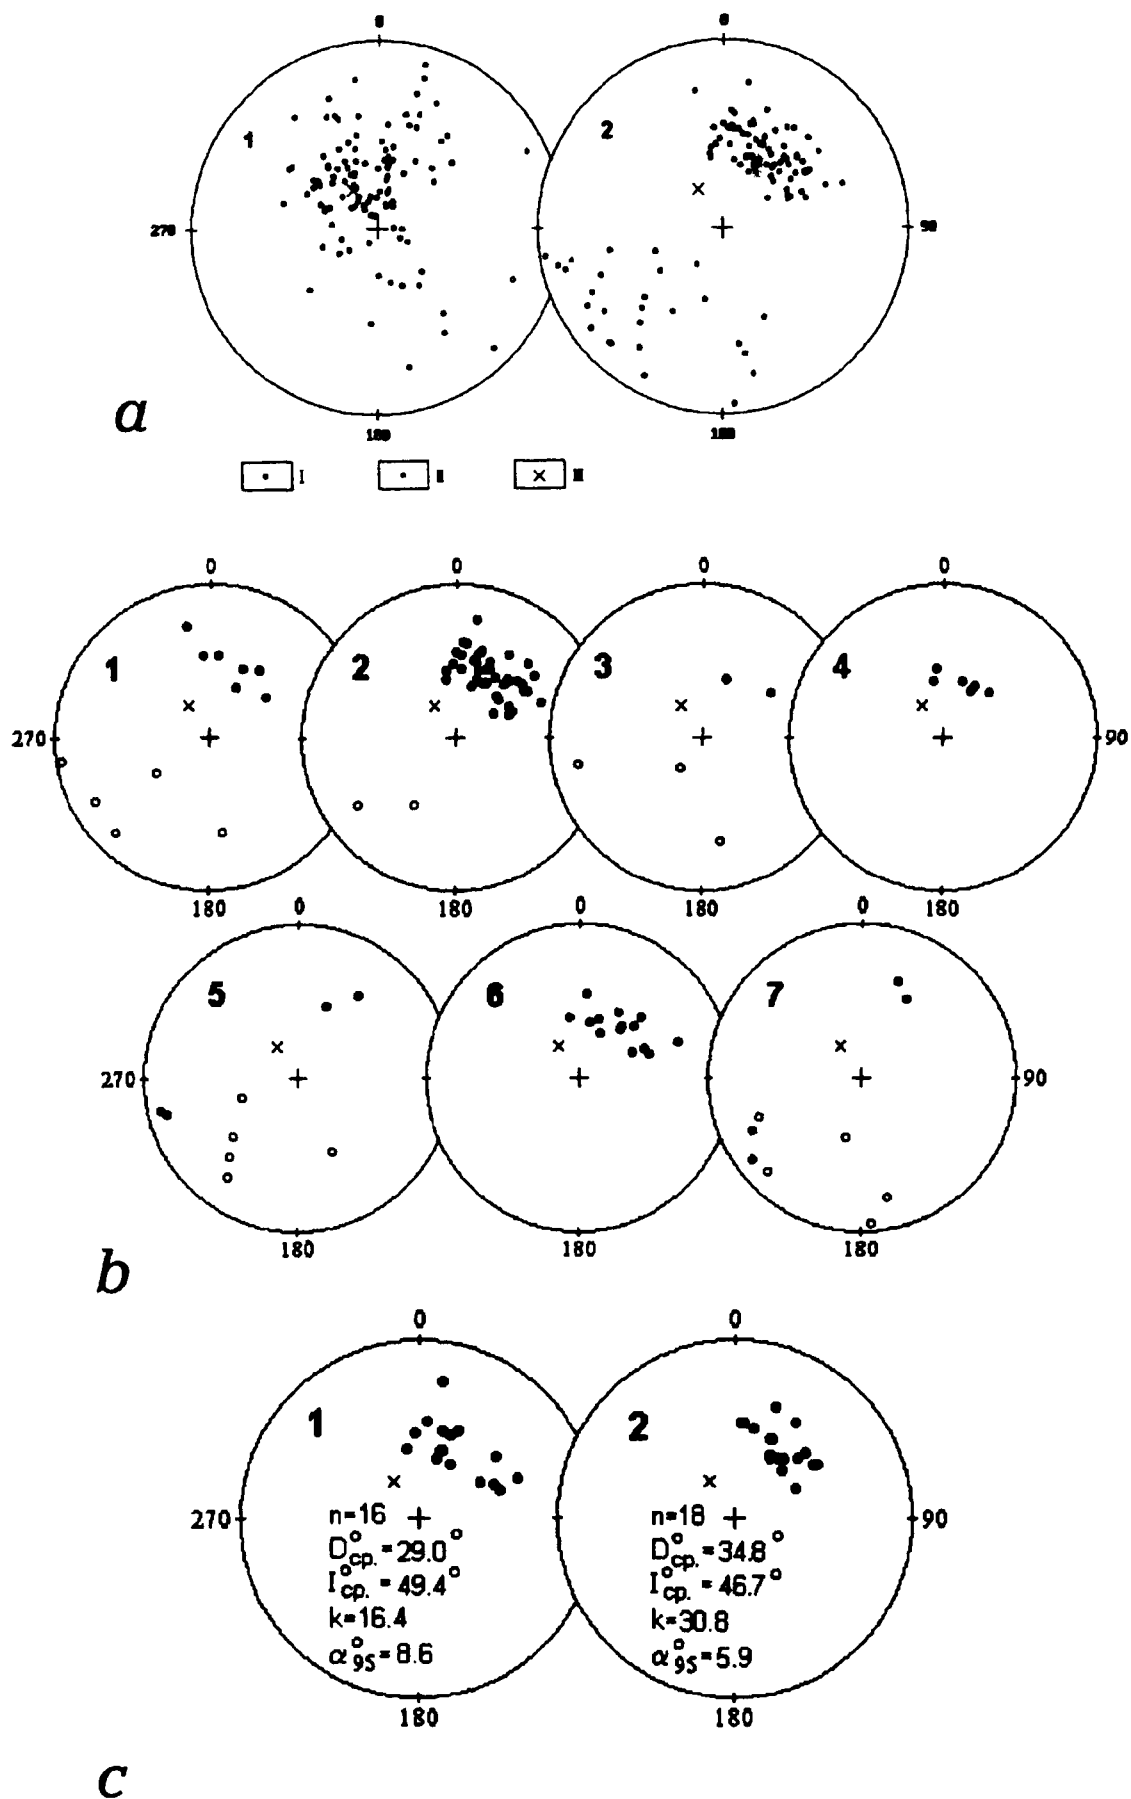 0 0
1 2
270 90
180 180
a
I II III
0 0 0 0
1 2 3 4
270 90
180 180 180 180
0 0 0
5 6 7
270 90
180 180 180
b
0 0
1 2
270 90
n=16 n=18
D°cp.=29.0° D°cp.=34.8°
I°cp.=49.4° I°cp.=46.7°
k=16.4 k=30.8
α°95=8.6 α°95=5.9
180 180
c